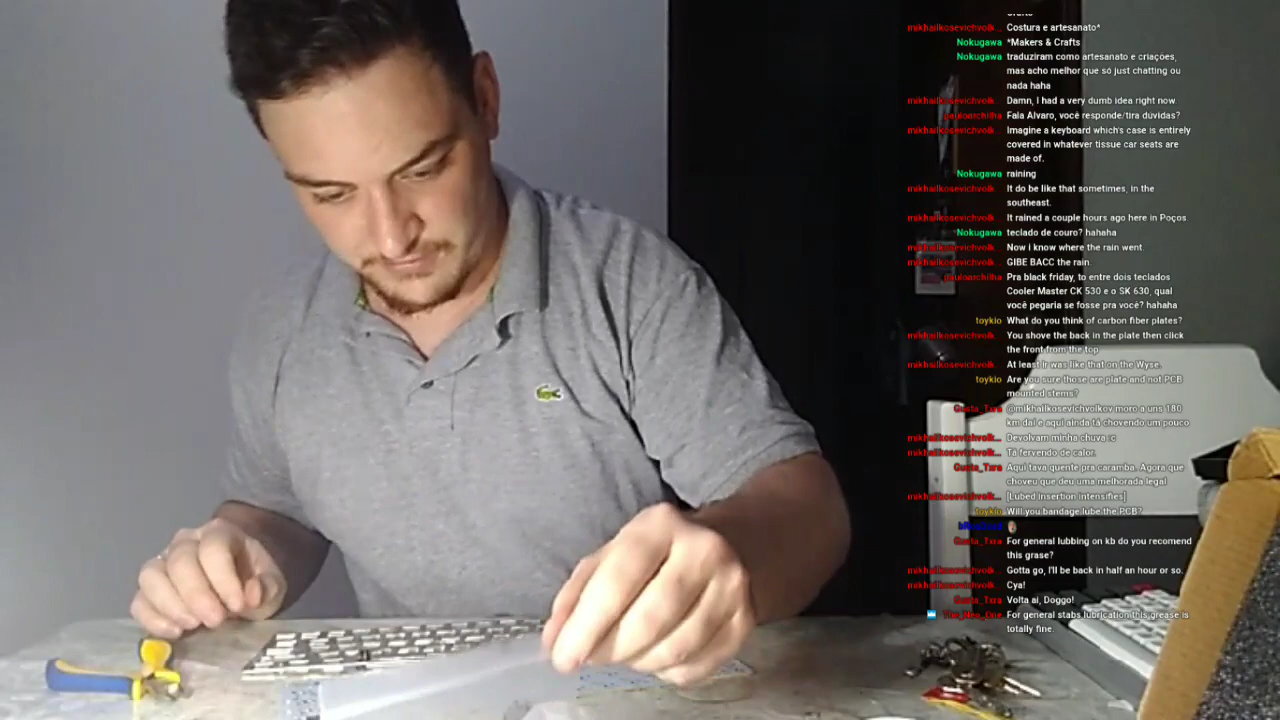 mikhailkosevichvolk... Costura e artesanato*
Nokugawa *Makers & Crafts
Nokugawa traduziram como artesanato e criações,
mas acho melhor que só just chatting ou
nada haha
mikhailkosevichvolk... Damn, i had a very dumb idea right now.
pauloarchilha Fala Alvaro, você responde/tira dúvidas?
mikhailkosevichvolk... Imagine a keyboard which's case is entirely
covered in whatever tissue car seats are
made of.
Nokugawa raining
mikhailkosevichvolk... It do be like that sometimes, in the
southeast.
mikhailkosevichvolk... It rained a couple hours ago here in Poços
Nokugawa teclado de couro? hahaha
mikhailkosevichvolk... Now i know where the rain went.
mikhailkosevichvolk... GIBE BACC the rain.
pauloarchilha Pra black friday, to entre dois teclados
Cooler Master CK 530 e o SK 630, qual
você pegaria se fosse pra você? hahaha
toykio What do you think of carbon fiber plates?
mikhailkosevichvolk... You shove the back in the plate then click
the front from the top
mikhailkosevichvolk... At least ir was like that on the Wyse.
toykio Are you sure those are plate and not PCB
mounted stems?
Gusta_Txra @mikhailkosevichvolkov moro a uns 180
km daí e aqui ainda tá chovendo um pouco
mikhailkosevichvolk... Devolvam minha chuva :c
mikhailkosevichvolk... Tá fervendo de calor.
Gusta_Txra Aqui tava quente pra caramba. Agora que
choveu que deu uma melhorada legal
mikhailkosevichvolk... [Lubed insertion intensifies]
toykio Will you bandage lube the PCB?
Gusta_Txra For general lubbing on kb do you recomend
this grase?
mikhailkosevichvolk... Gotta go, I'll be back in half an hour or so.
mikhailkosevichvolk... Cya!
Gusta_Txra Volta ai, Doggo!
The_Neo_One For general stabs lubrication this grease is
totally fine.